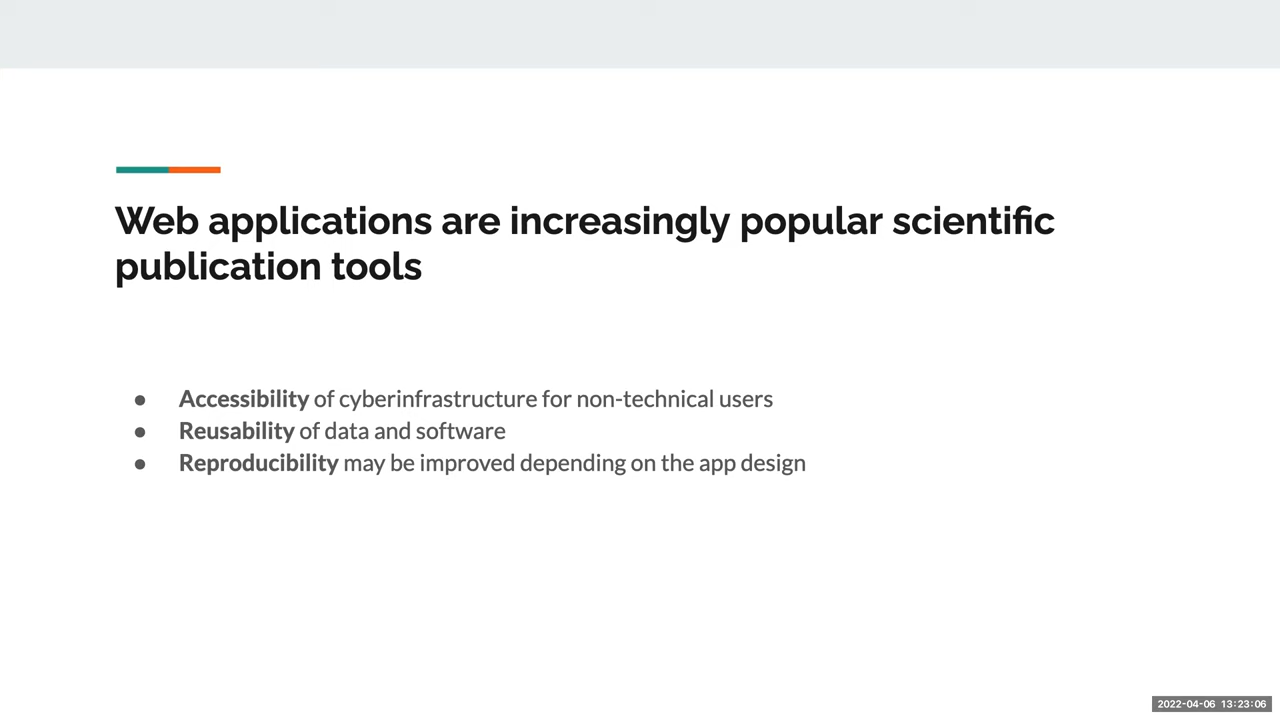 Web applications are increasingly popular scientific
publication tools
● Accessibility of cyberinfrastructure for non-technical users
● Reusability of data and software
● Reproducibility may be improved depending on the app design
2022-04-06 13:23:06